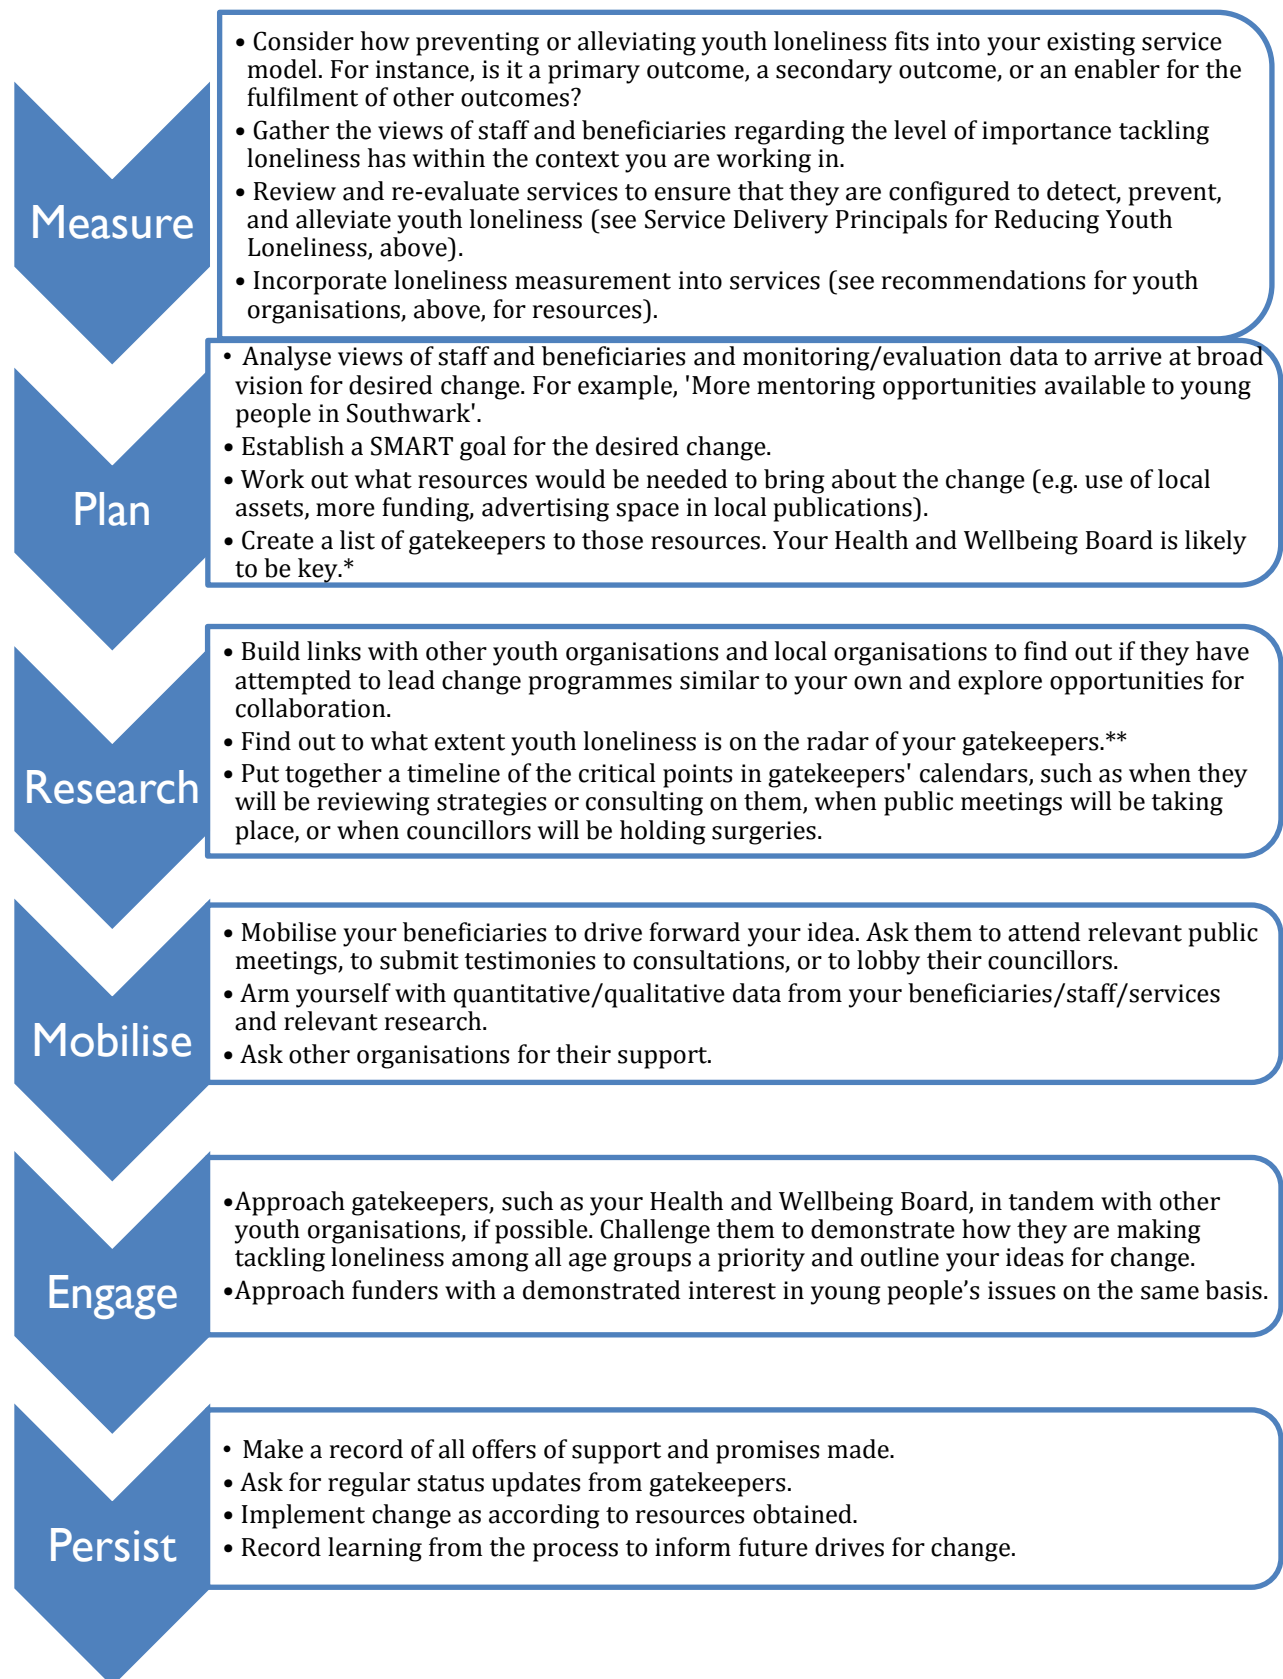 • Consider how preventing or alleviating youth loneliness fits into your existing service
model. For instance, is it a primary outcome, a secondary outcome, or an enabler for the
fulfilment of other outcomes?
• Gather the views of staff and beneficiaries regarding the level of importance tackling
loneliness has within the context you are working in.
• Review and re-evaluate services to ensure that they are configured to detect, prevent,
and alleviate youth loneliness (see Service Delivery Principals for Reducing Youth
Loneliness, above).
• Incorporate loneliness measurement into services (see recommendations for youth
organisations, above, for resources).
Measure
• Analyse views of staff and beneficiaries and monitoring/evaluation data to arrive at broad
vision for desired change. For example, 'More mentoring opportunities available to young
people in Southwark'.
• Establish a SMART goal for the desired change.
• Work out what resources would be needed to bring about the change (e.g. use of local
assets, more funding, advertising space in local publications).
• Create a list of gatekeepers to those resources. Your Health and Wellbeing Board is likely
to be key.*
Plan
• Build links with other youth organisations and local organisations to find out if they have
attempted to lead change programmes similar to your own and explore opportunities for
collaboration.
• Find out to what extent youth loneliness is on the radar of your gatekeepers.**
• Put together a timeline of the critical points in gatekeepers' calendars, such as when they
will be reviewing strategies or consulting on them, when public meetings will be taking
place, or when councillors will be holding surgeries.
Research
• Mobilise your beneficiaries to drive forward your idea. Ask them to attend relevant public
meetings, to submit testimonies to consultations, or to lobby their councillors.
• Arm yourself with quantitative/qualitative data from your beneficiaries/staff/services
and relevant research.
• Ask other organisations for their support.
Mobilise
•Approach gatekeepers, such as your Health and Wellbeing Board, in tandem with other
youth organisations, if possible. Challenge them to demonstrate how they are making
tackling loneliness among all age groups a priority and outline your ideas for change.
•Approach funders with a demonstrated interest in young people’s issues on the same basis.
Engage
• Make a record of all offers of support and promises made.
• Ask for regular status updates from gatekeepers.
• Implement change as according to resources obtained.
• Record learning from the process to inform future drives for change.
Persist